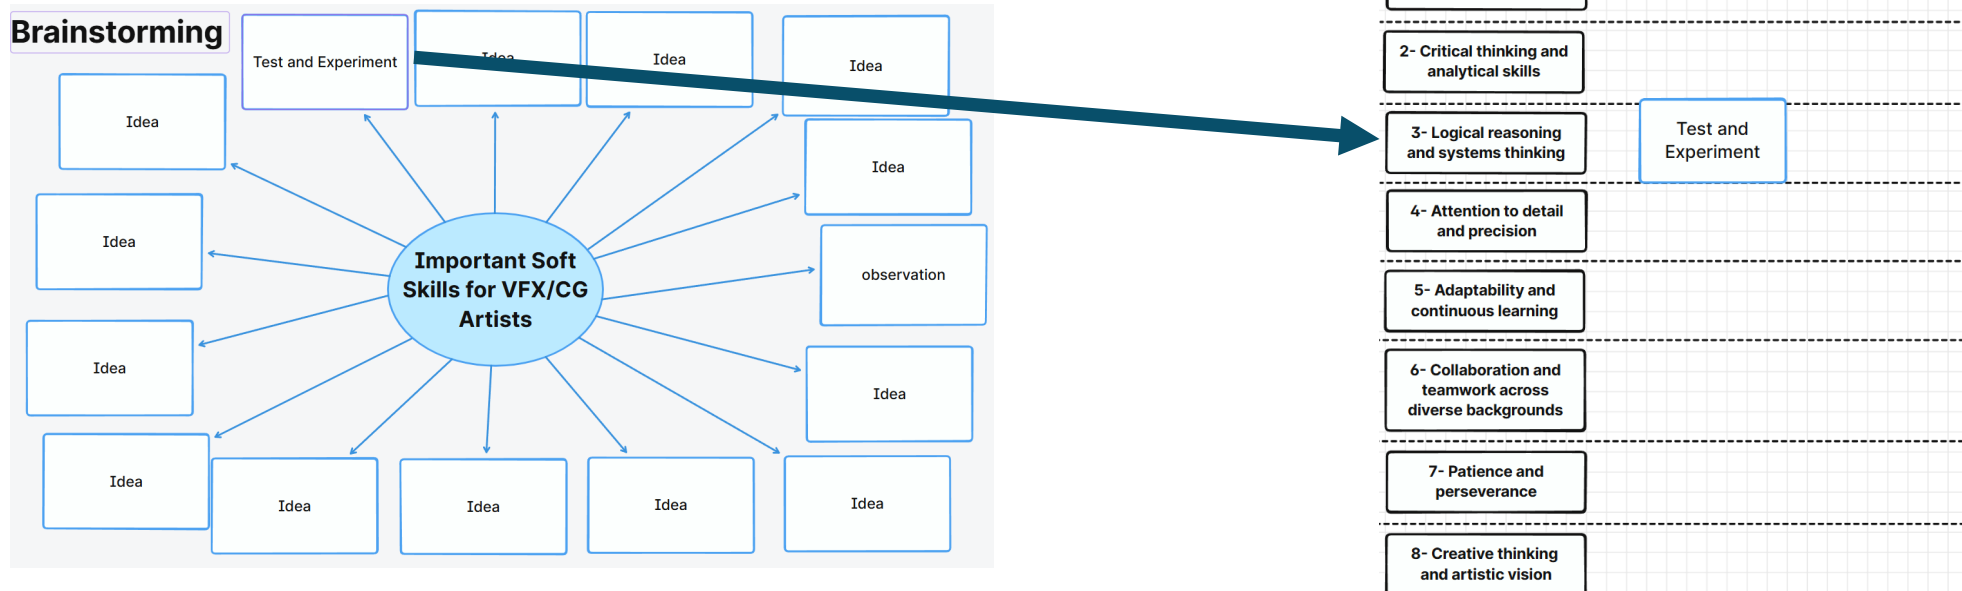 Brainstorming
Test and Experiment
Idea
Idea
Idea
Idea
Idea
Idea
observation
Idea
Idea
Idea
Idea
Idea
Idea
Idea
Important Soft
Skills for VFX/CG
Artists
2- Critical thinking and
analytical skills
3- Logical reasoning
and systems thinking
Test and
Experiment
4- Attention to detail
and precision
5- Adaptability and
continuous learning
6- Collaboration and
teamwork across
diverse backgrounds
7- Patience and
perseverance
8- Creative thinking
and artistic vision